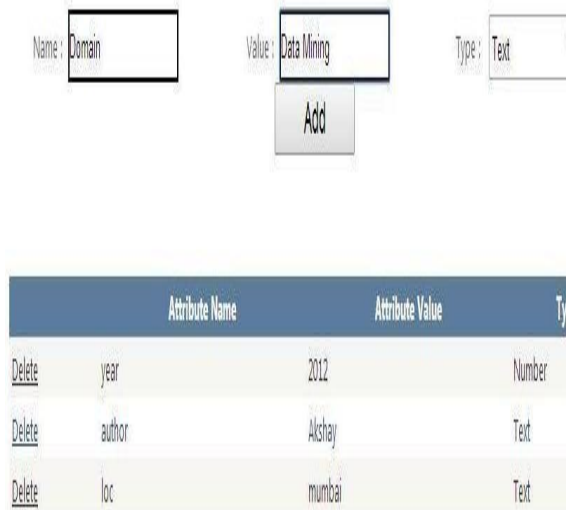 Name : Domain Value : Data Mining Type : Text
Add
Attribute Name Attribute Value Ty
Delete year 2012 Number
Delete author Akshay Text
Delete loc mumbai Text